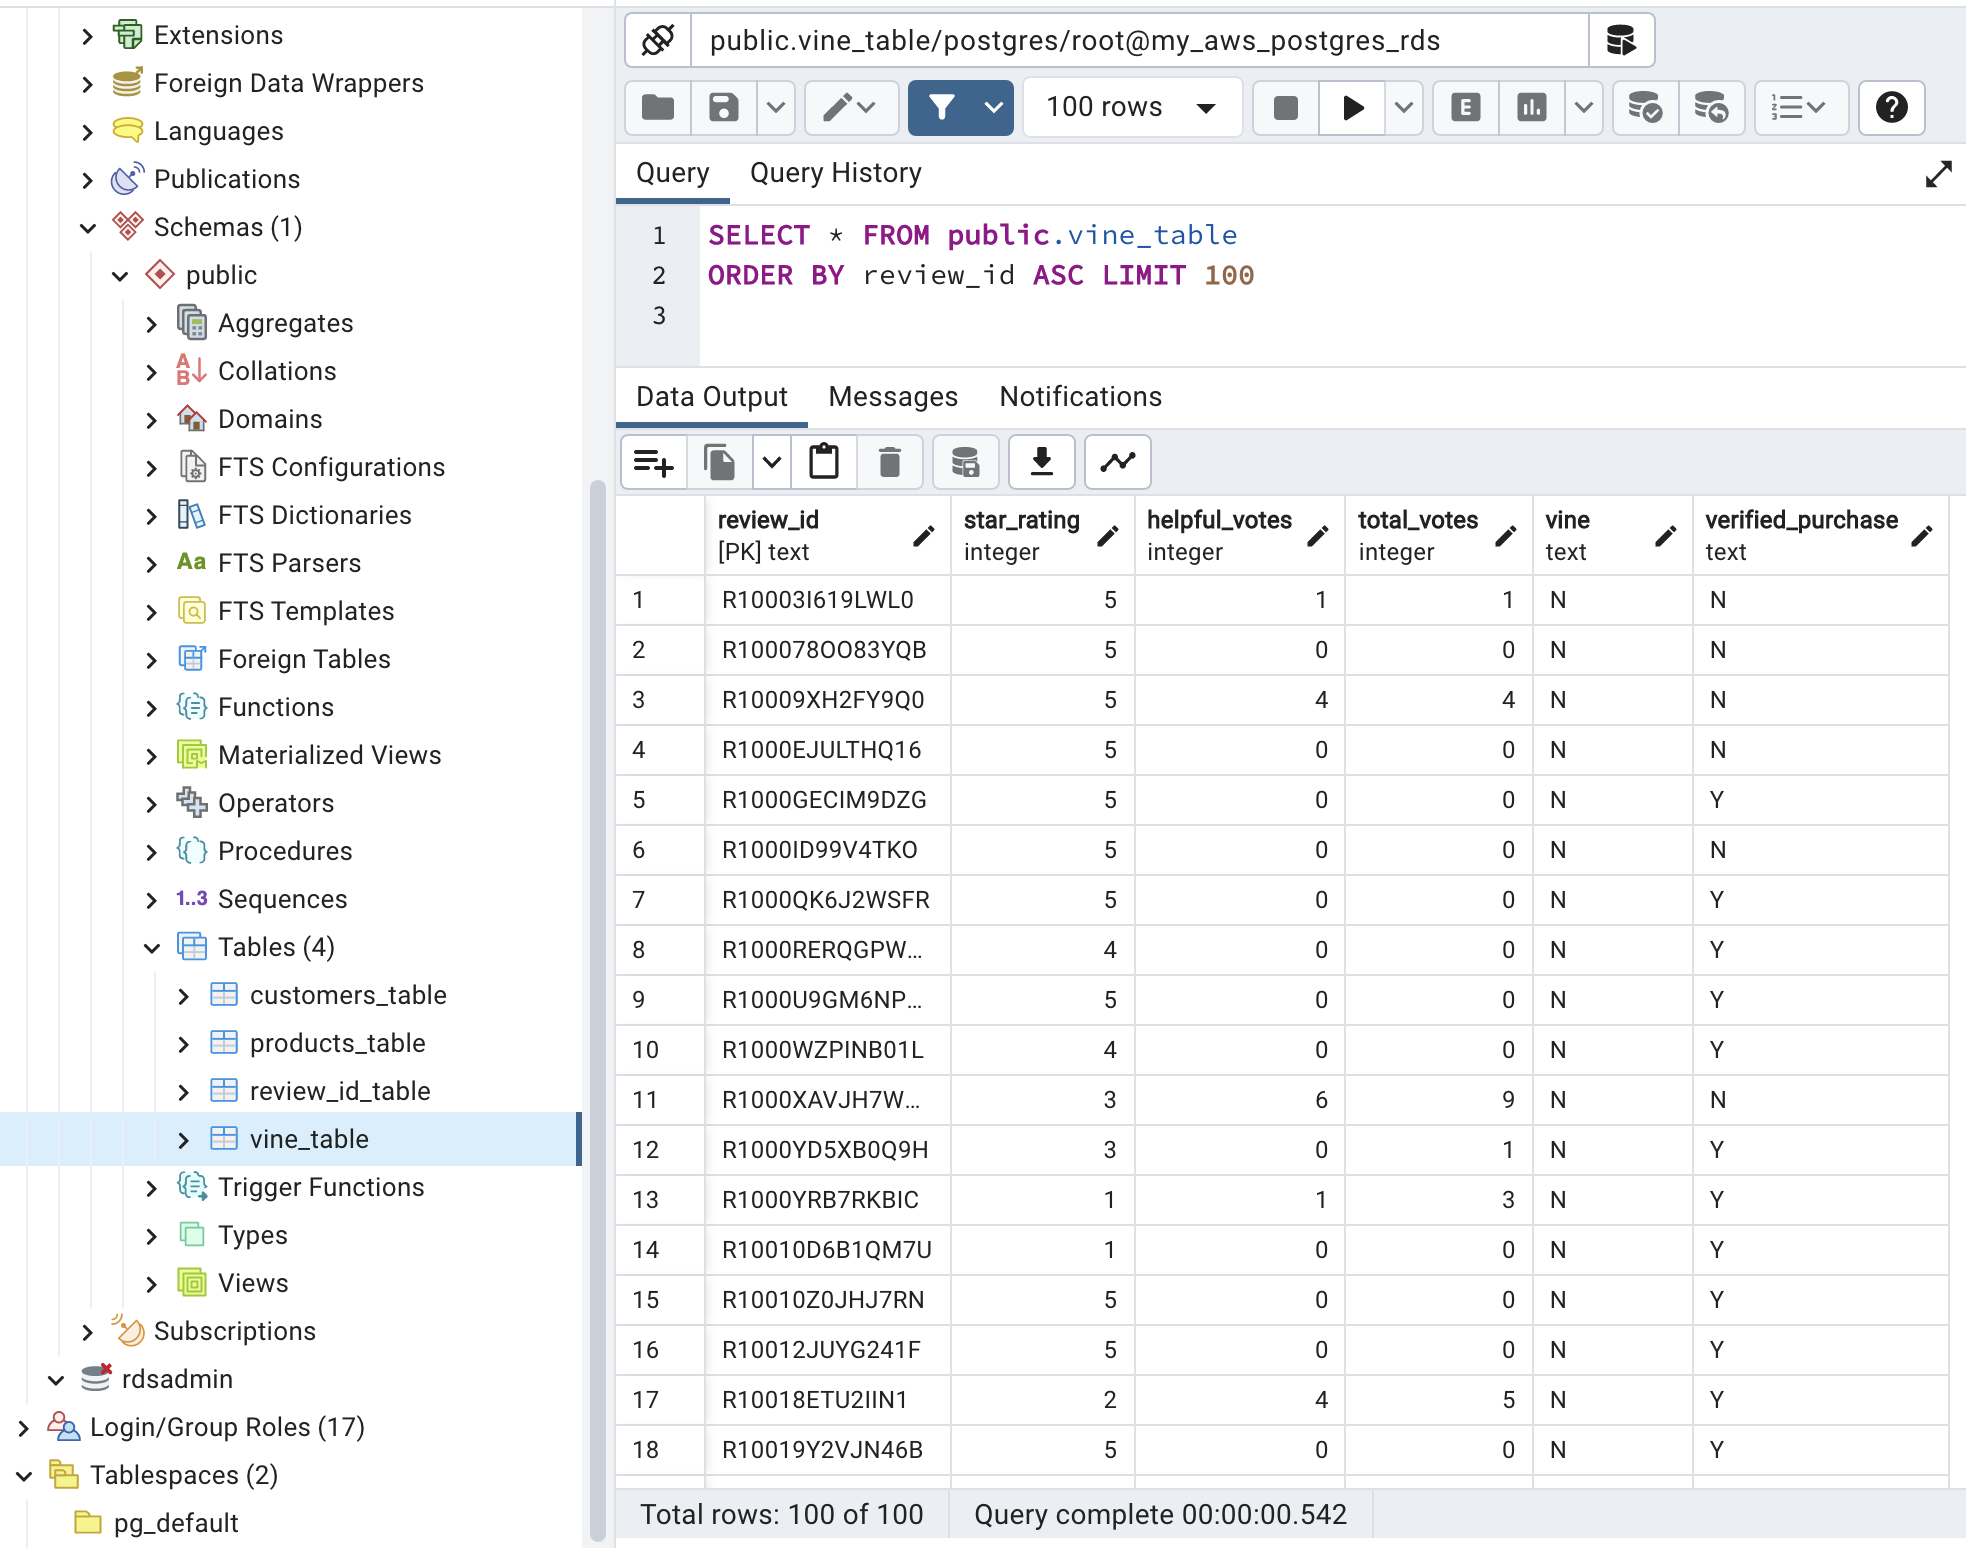 Extensions
Foreign Data Wrappers
Languages
Publications
Schemas (1)
public
Aggregates
Collations
Domains
FTS Configurations
FTS Dictionaries
Aa FTS Parsers
FTS Templates
Foreign Tables
Functions
Materialized Views
Operators
Procedures
1..3 Sequences
Tables (4)
customers_table
products_table
review_id_table
vine_table
Trigger Functions
Types
Views
Subscriptions
rdsadmin
Login/Group Roles (17)
Tablespaces (2)
pg_default
public.vine_table/postgres/root@my_aws_postgres_rds
100 rows
E
Query Query History
1 SELECT * FROM public.vine_table
2 ORDER BY review_id ASC LIMIT 100
3
Data Output Messages Notifications
review_id star_rating helpful_votes total_votes vine verified_purchase
[PK] text integer integer integer text text
1 R10003I619LWL0 5 1 1 N N
2 R100078OO83YQB 5 0 0 N N
3 R10009XH2FY9Q0 5 4 4 N N
4 R1000EJULTHQ16 5 0 0 N N
5 R1000GECIM9DZG 5 0 0 N Y
6 R1000ID99V4TKO 5 0 0 N N
7 R1000QK6J2WSFR 5 0 0 N Y
8 R1000RERQGPW... 4 0 0 N Y
9 R1000U9GM6NP... 5 0 0 N Y
10 R1000WZPINB01L 4 0 0 N Y
11 R1000XAVJH7W... 3 6 9 N N
12 R1000YD5XB0Q9H 3 0 1 N Y
13 R1000YRB7RKBIC 1 1 3 N Y
14 R10010D6B1QM7U 1 0 0 N Y
15 R10010Z0JHJ7RN 5 0 0 N Y
16 R10012JUYG241F 5 0 0 N Y
17 R10018ETU2IIN1 2 4 5 N Y
18 R10019Y2VJN46B 5 0 0 N Y
Total rows: 100 of 100 Query complete 00:00:00.542